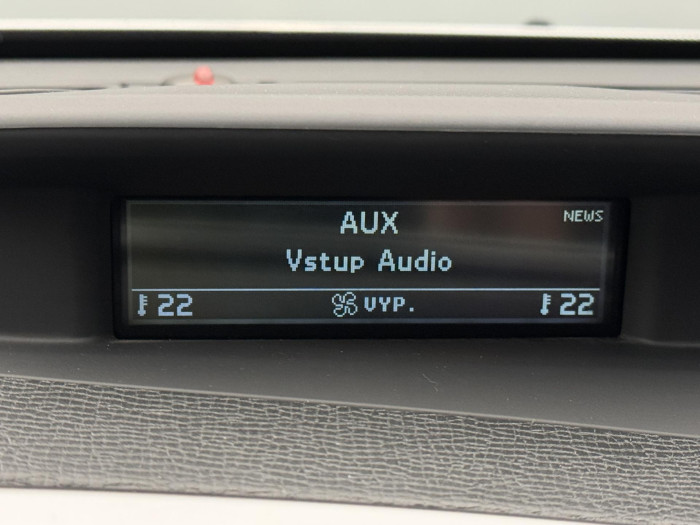 AUX
NEWS
Vstup Audio
22 VYP. 22